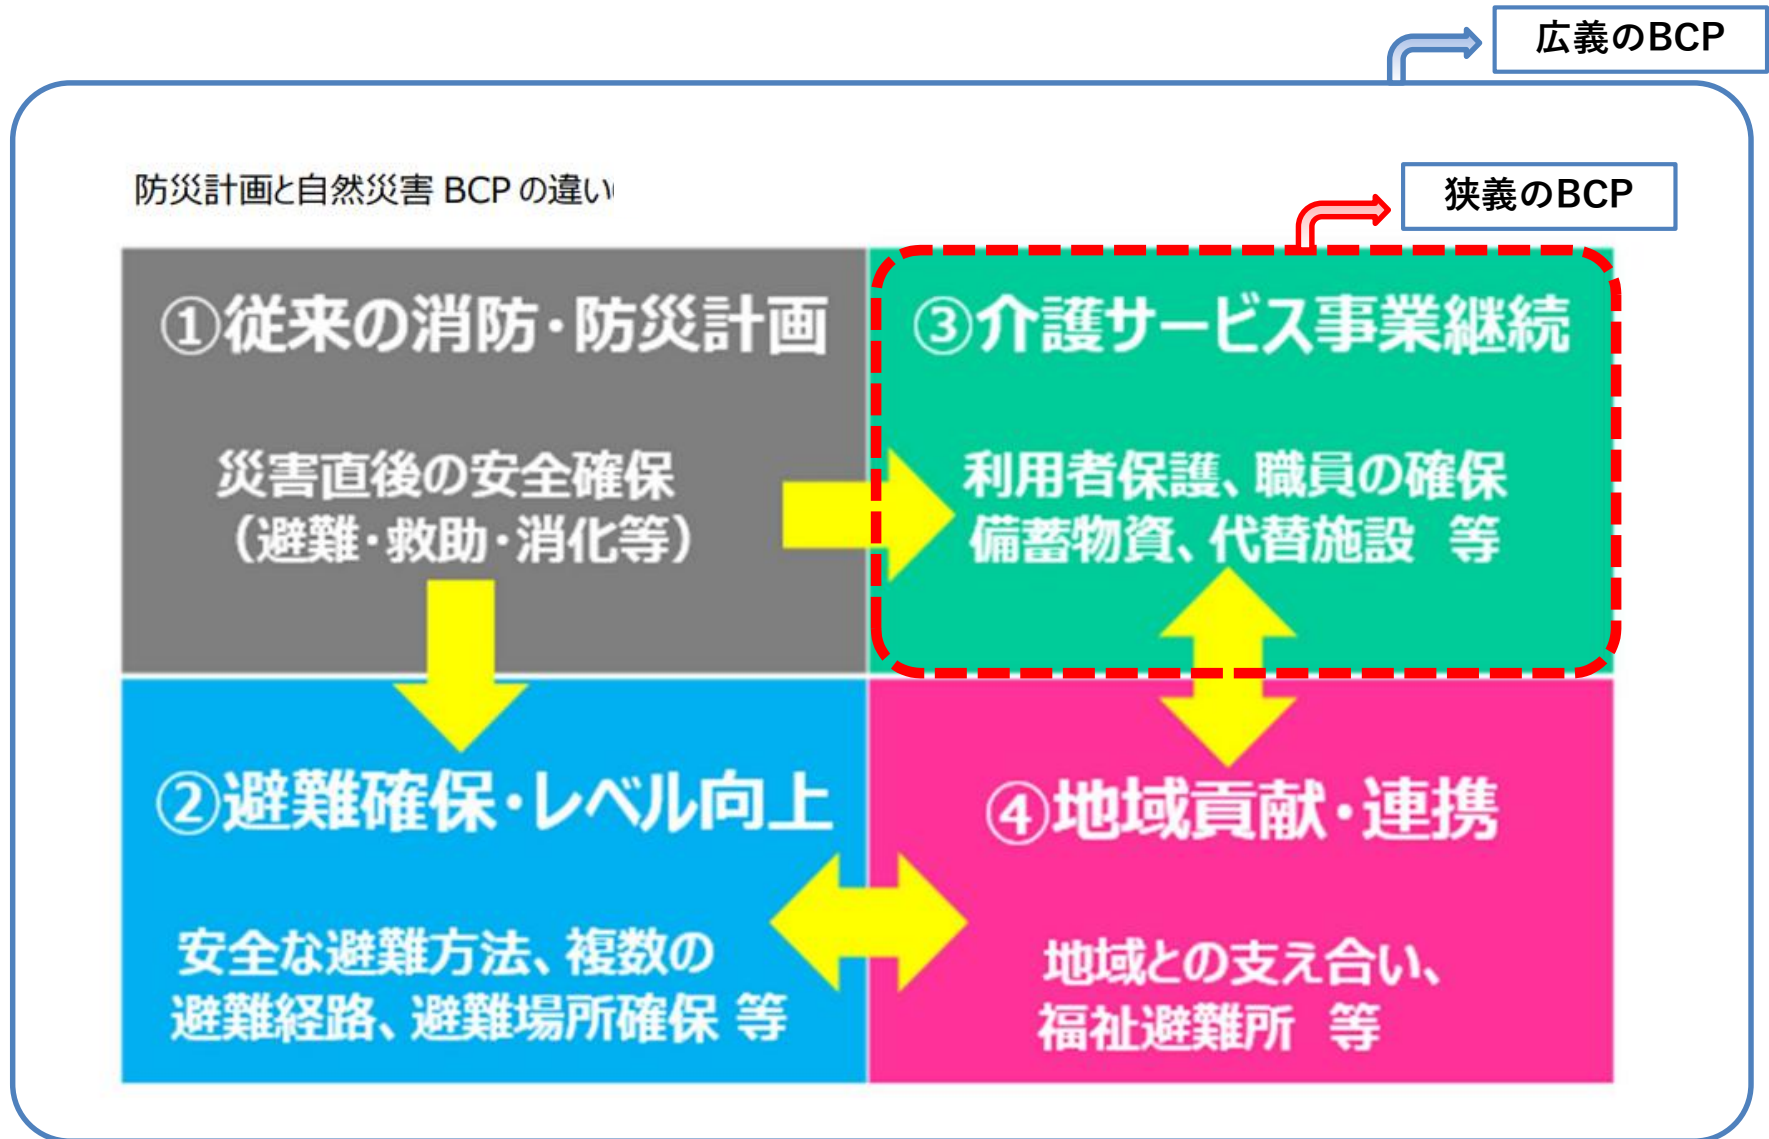 広義のBCP
狭義のBCP
防災計画と自然災害 BCP の違い
①従来の消防・防災計画
災害直後の安全確保
（避難・救助・消化等）
③介護サービス事業継続
利用者保護、職員の確保
備蓄物資、代替施設 等
②避難確保・レベル向上
安全な避難方法、複数の
避難経路、避難場所確保 等
④地域貢献・連携
地域との支え合い、
福祉避難所 等